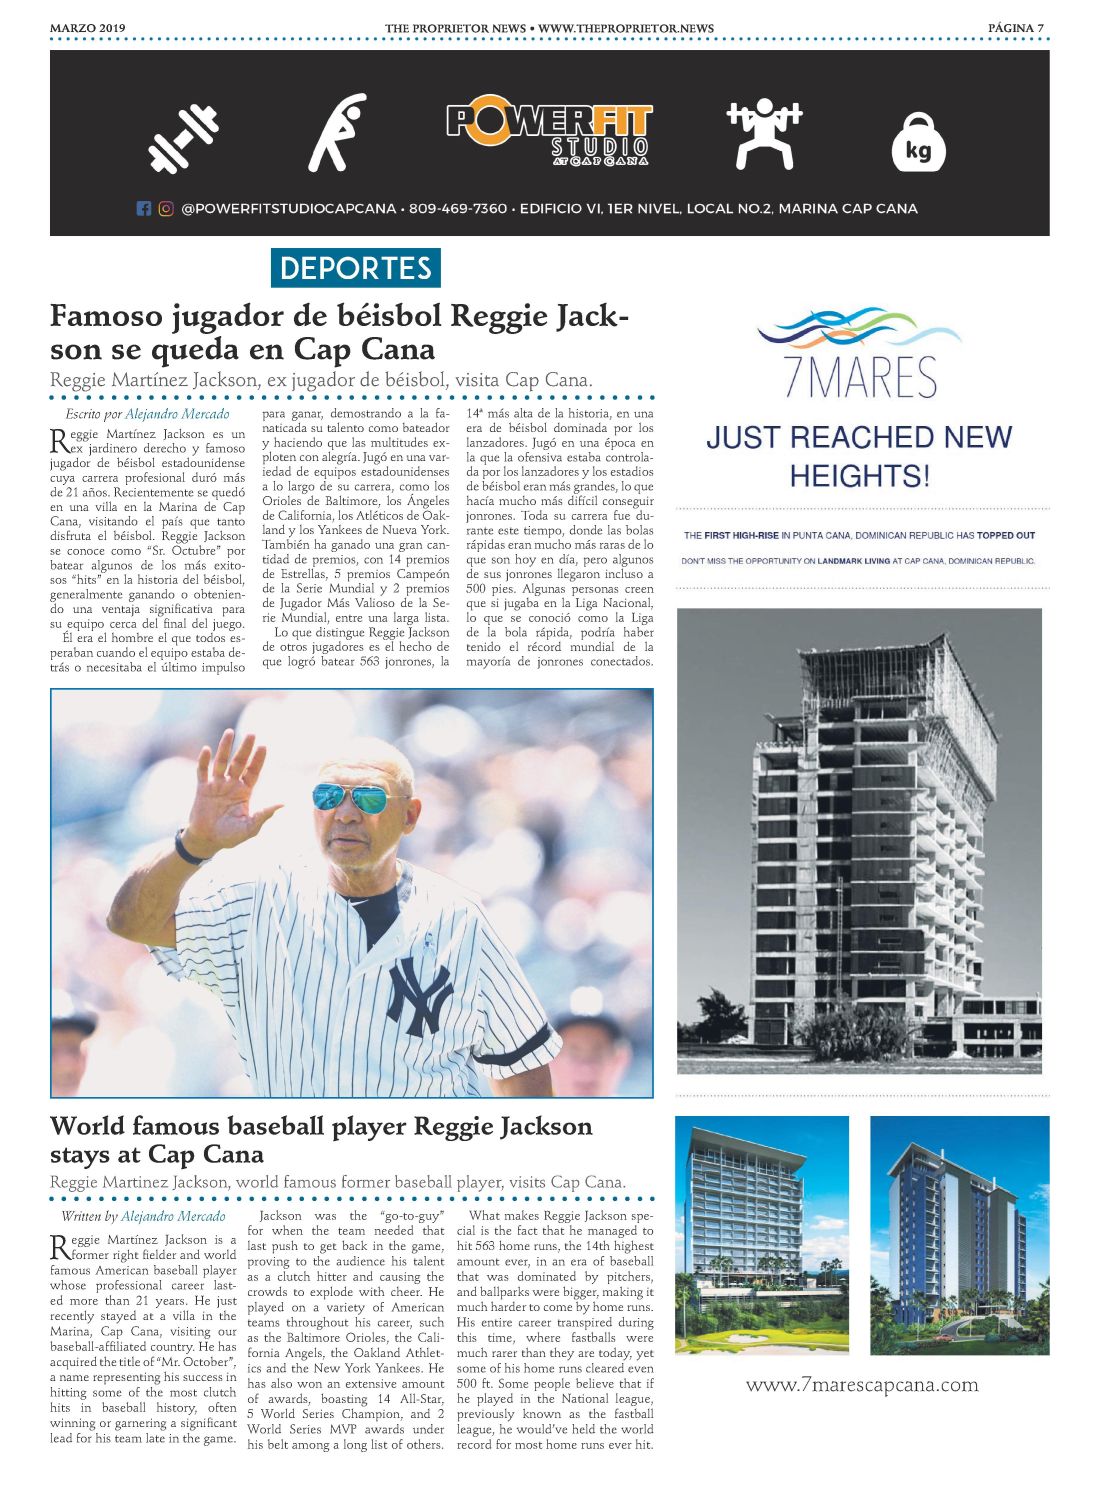 MARZO 2019
THE PROPRIETOR NEWS • WWW.THEPROPRIETOR.NEWS
PÁGINA 7
POWERFIT
STUDIO
AT CAP CANA
kg
@POWERFITSTUDIOCAPCANA • 809-469-7360 • EDIFICIO VI, 1ER NIVEL, LOCAL NO.2, MARINA CAP CANA
DEPORTES
Famoso jugador de béisbol Reggie Jack-
son se queda en Cap Cana
Reggie Martínez Jackson, ex jugador de béisbol, visita Cap Cana.
Escrito por Alejandro Mercado
Reggie Martínez Jackson es un
ex jardinero derecho y famoso
jugador de béisbol estadounidense
cuya carrera profesional duró más
de 21 años. Recientemente se quedó
en una villa en la Marina de Cap
Cana, visitando el país que tanto
disfruta el béisbol. Reggie Jackson
se conoce como “Sr. Octubre” por
batear algunos de los más exito-
sos “hits” en la historia del béisbol,
generalmente ganando o obtenien-
do una ventaja significativa para
su equipo cerca del final del juego.
Él era el hombre el que todos es-
peraban cuando el equipo estaba de-
trás o necesitaba el último impulso
para ganar, demostrando a la fa-
naticada su talento como bateador
y haciendo que las multitudes ex-
ploten con alegría. Jugó en una var-
iedad de equipos estadounidenses
a lo largo de su carrera, como los
Orioles de Baltimore, los Ángeles
de California, los Atléticos de Oak-
land y los Yankees de Nueva York.
También ha ganado una gran can-
tidad de premios, con 14 premios
de Estrellas, 5 premios Campeón
de la Serie Mundial y 2 premios
de Jugador Más Valioso de la Se-
rie Mundial, entre una larga lista.
Lo que distingue Reggie Jackson
de otros jugadores es el hecho de
que logró batear 563 jonrones, la
14ª más alta de la historia, en una
era de béisbol dominada por los
lanzadores. Jugó en una época en
la que la ofensiva estaba controla-
da por los lanzadores y los estadios
de béisbol eran más grandes, lo que
hacía mucho más difícil conseguir
jonrones. Toda su carrera fue du-
rante este tiempo, donde las bolas
rápidas eran mucho más raras de lo
que son hoy en día, pero algunos
de sus jonrones llegaron incluso a
500 pies. Algunas personas creen
que si jugaba en la Liga Nacional,
lo que se conoció como la Liga
de la bola rápida, podría haber
tenido el récord mundial de la
mayoría de jonrones conectados.
NY
World famous baseball player Reggie Jackson
stays at Cap Cana
Reggie Martinez Jackson, world famous former baseball player, visits Cap Cana.
Written by Alejandro Mercado
Reggie Martínez Jackson is a
former right fielder and world
famous American baseball player
whose professional career last-
ed more than 21 years. He just
recently stayed at a villa in the
Marina, Cap Cana, visiting our
baseball-affiliated country. He has
acquired the title of “Mr. October”,
a name representing his success in
hitting some of the most clutch
hits in baseball history, often
winning or garnering a significant
lead for his team late in the game.
Jackson was the “go-to-guy”
for when the team needed that
last push to get back in the game,
proving to the audience his talent
as a clutch hitter and causing the
crowds to explode with cheer. He
played on a variety of American
teams throughout his career, such
as the Baltimore Orioles, the Cali-
fornia Angels, the Oakland Athlet-
ics and the New York Yankees. He
has also won an extensive amount
of awards, boasting 14 All-Star,
5 World Series Champion, and 2
World Series MVP awards under
his belt among a long list of others.
What makes Reggie Jackson spe-
cial is the fact that he managed to
hit 563 home runs, the 14th highest
amount ever, in an era of baseball
that was dominated by pitchers,
and ballparks were bigger, making it
much harder to come by home runs.
His entire career transpired during
this time, where fastballs were
much rarer than they are today, yet
some of his home runs cleared even
500 ft. Some people believe that if
he played in the National league,
previously known as the fastball
league, he would’ve held the world
record for most home runs ever hit.
7MARES
JUST REACHED NEW
HEIGHTS!
THE FIRST HIGH-RISE IN PUNTA CANA, DOMINICAN REPUBLIC HAS TOPPED OUT
DON'T MISS THE OPPORTUNITY ON LANDMARK LIVING AT CAP CANA, DOMINICAN REPUBLIC.
www.7marescapcana.com